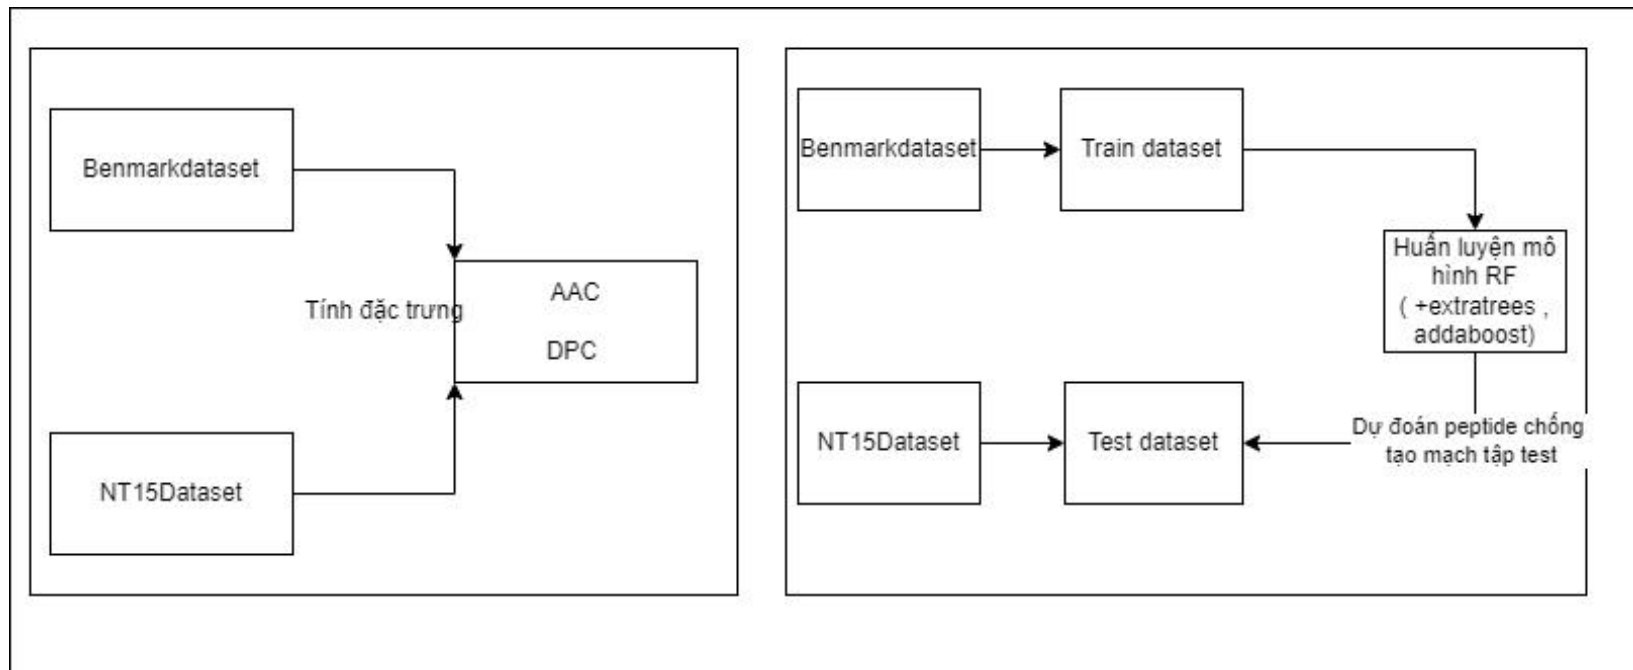 Benmarkdataset
Tính đặc trưng
AAC
DPC
NT15Dataset
Benmarkdataset
Train dataset
Huấn luyện mô
hình RF
( +extratrees ,
addaboost)
NT15Dataset
Test dataset
Dự đoán peptide chống
tạo mạch tập test